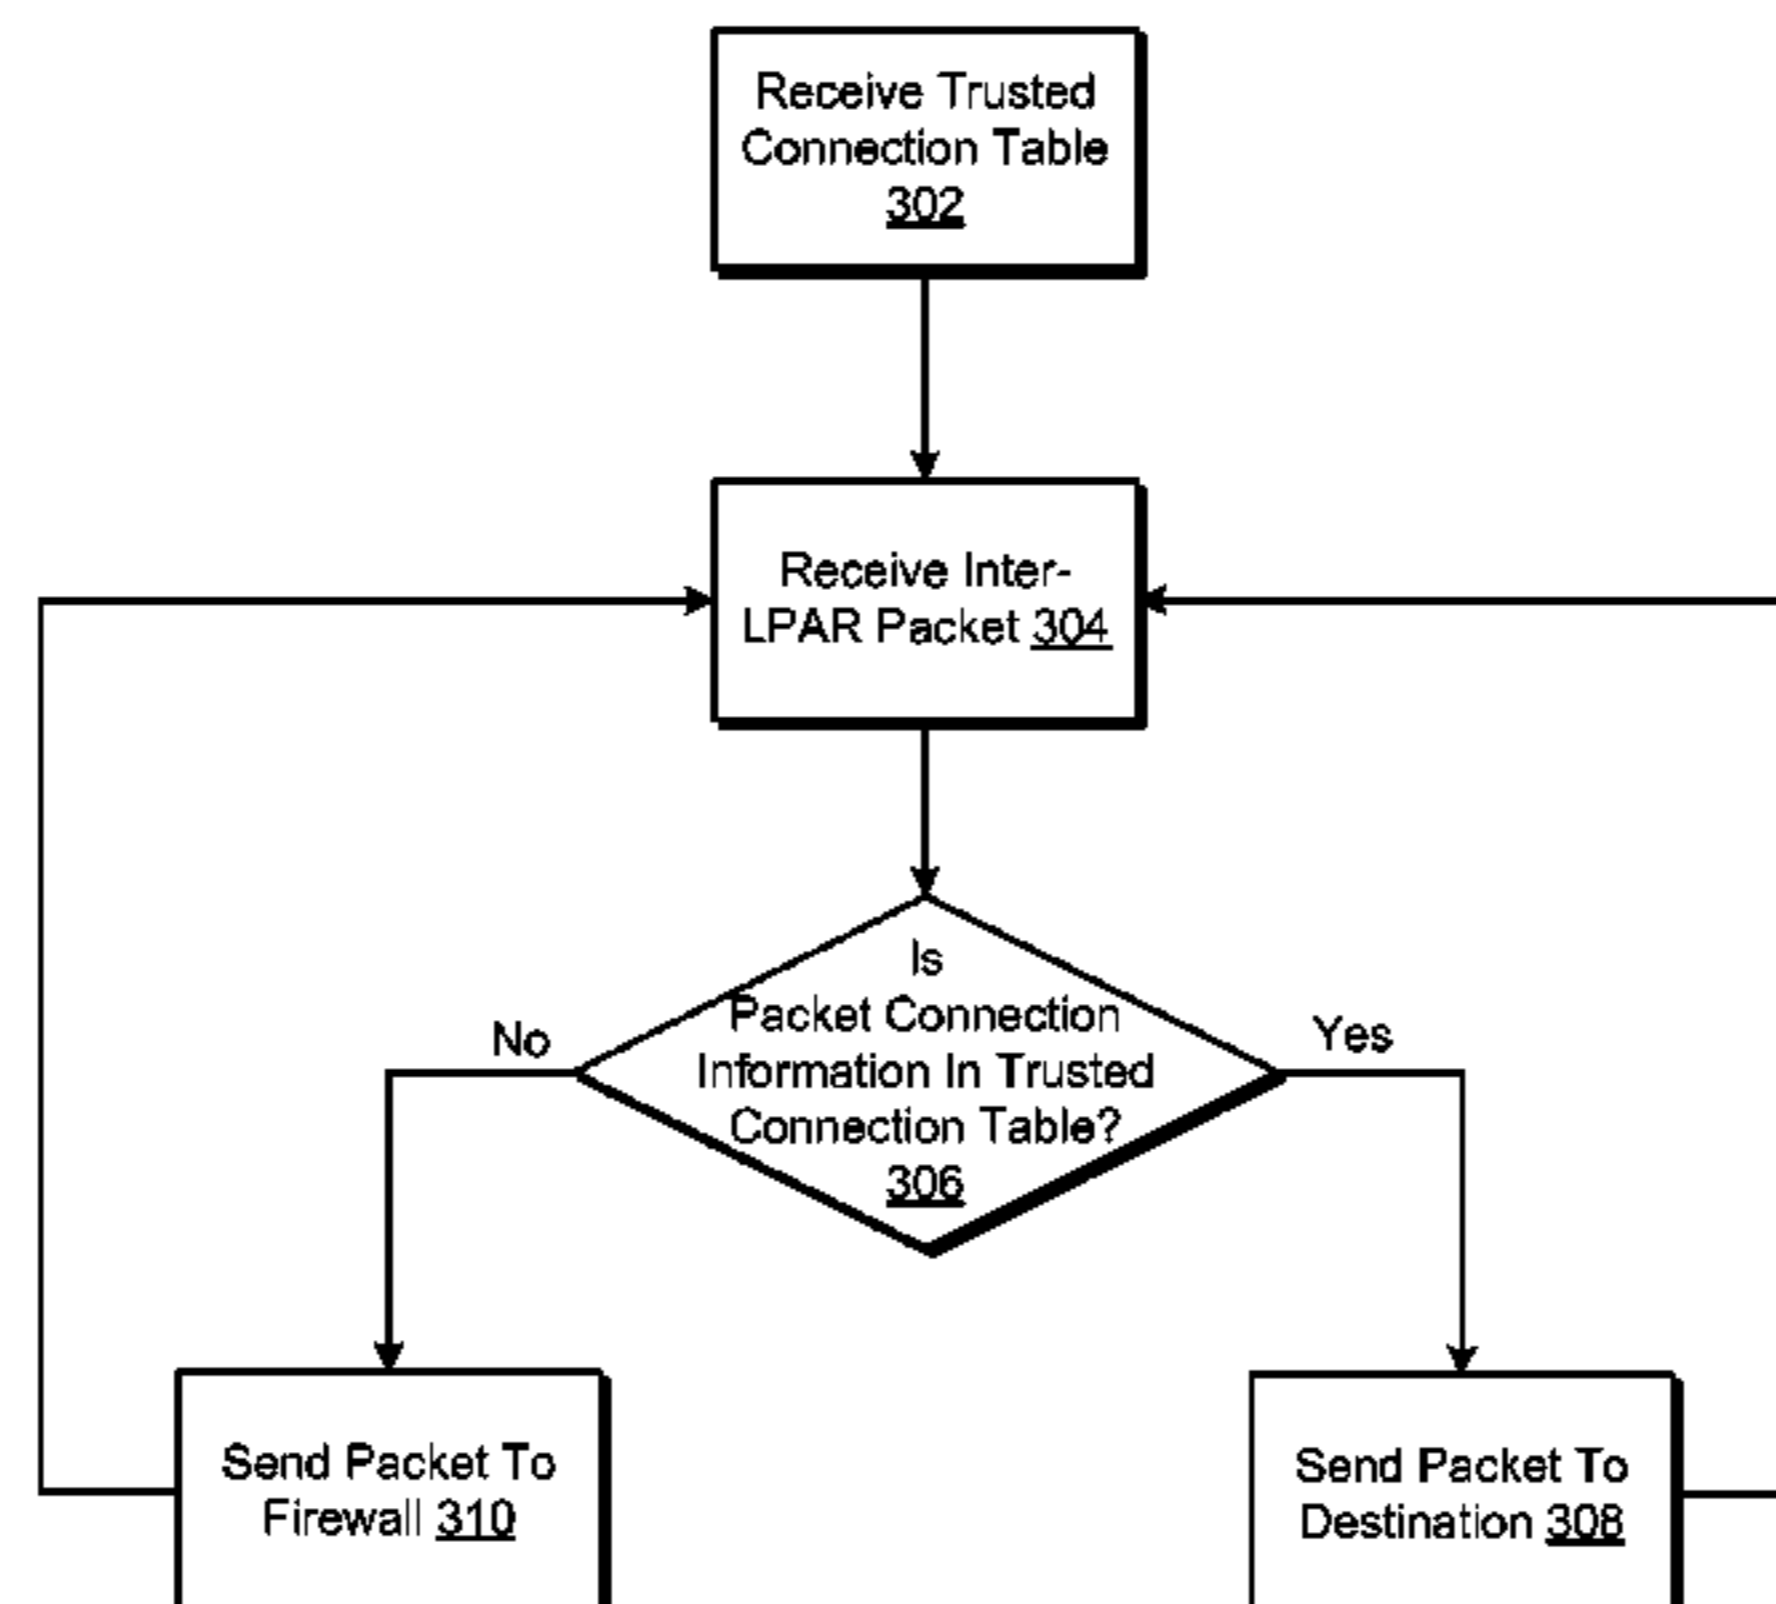 Receive Trusted
Connection Table
302
Receive Inter-
LPAR Packet 304
Is
Packet Connection
Information In Trusted
Connection Table?
306
No
Yes
Send Packet To
Firewall 310
Send Packet To
Destination 308